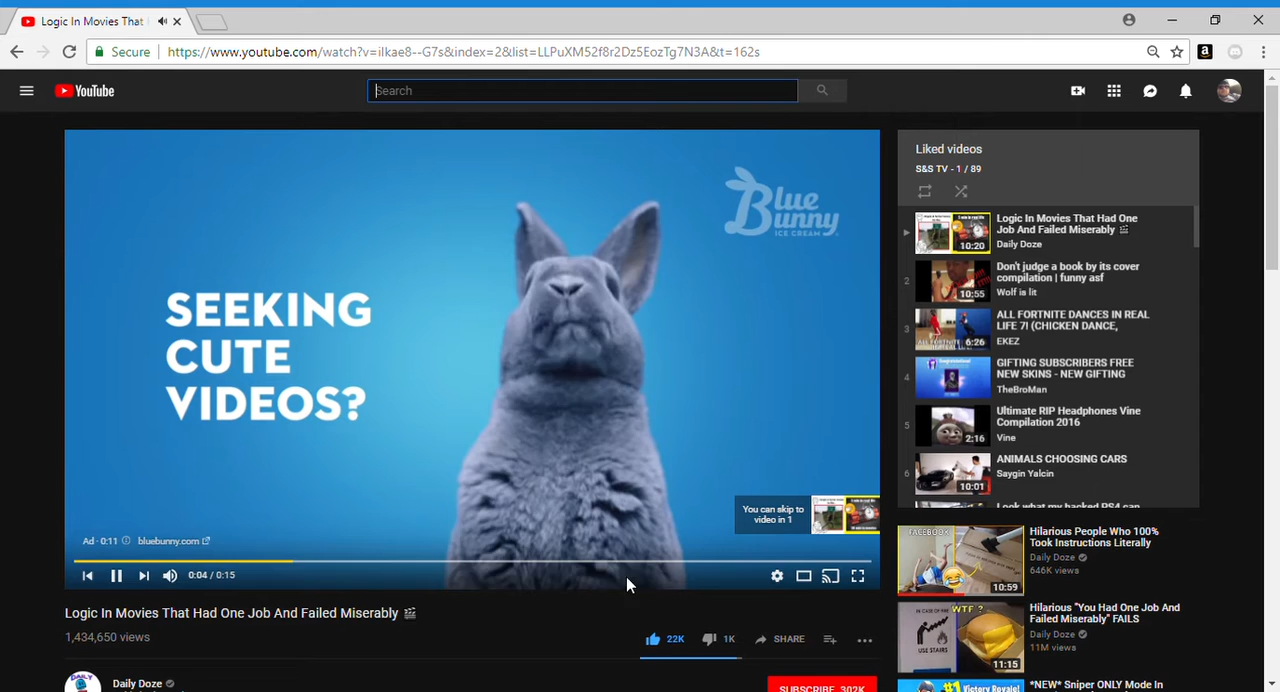 Logic In Movies That
Secure
https://www.youtube.com/watch?v=ilkae8--G7s&index=2&list=LLPuXM52f8r2Dz5EozTg7N3A&t=162s
YouTube
Search
Blue Bunny
ICE CREAM
SEEKING
CUTE
VIDEOS?
You can skip to
video in 1
Ad · 0:11
bluebunny.com
0:04 / 0:15
Logic In Movies That Had One Job And Failed Miserably
1,434,650 views
22K
1K
SHARE
Daily Doze
SUBSCRIBE 302K
Liked videos
S&S TV - 1 / 89
10:20
Logic In Movies That Had One
Job And Failed Miserably
Daily Doze
2
10:55
Don't judge a book by its cover
compilation | funny asf
Wolf is lit
3
6:26
ALL FORTNITE DANCES IN REAL
LIFE 7! (CHICKEN DANCE,
EKEZ
4
GIFTING SUBSCRIBERS FREE
NEW SKINS - NEW GIFTING
TheBroMan
5
2:16
Ultimate RIP Headphones Vine
Compilation 2016
Vine
6
10:01
ANIMALS CHOOSING CARS
Saygin Yalcin
Look what my hacked PS4 can
FACEBOOK
10:59
Hilarious People Who 100%
Took Instructions Literally
Daily Doze
646K views
WTF ?
IN CASE OF FIRE
USE STAIRS
11:15
Hilarious "You Had One Job And
Failed Miserably" FAILS
Daily Doze
11M views
#1 Victory Royale!
*NEW* Sniper ONLY Mode In